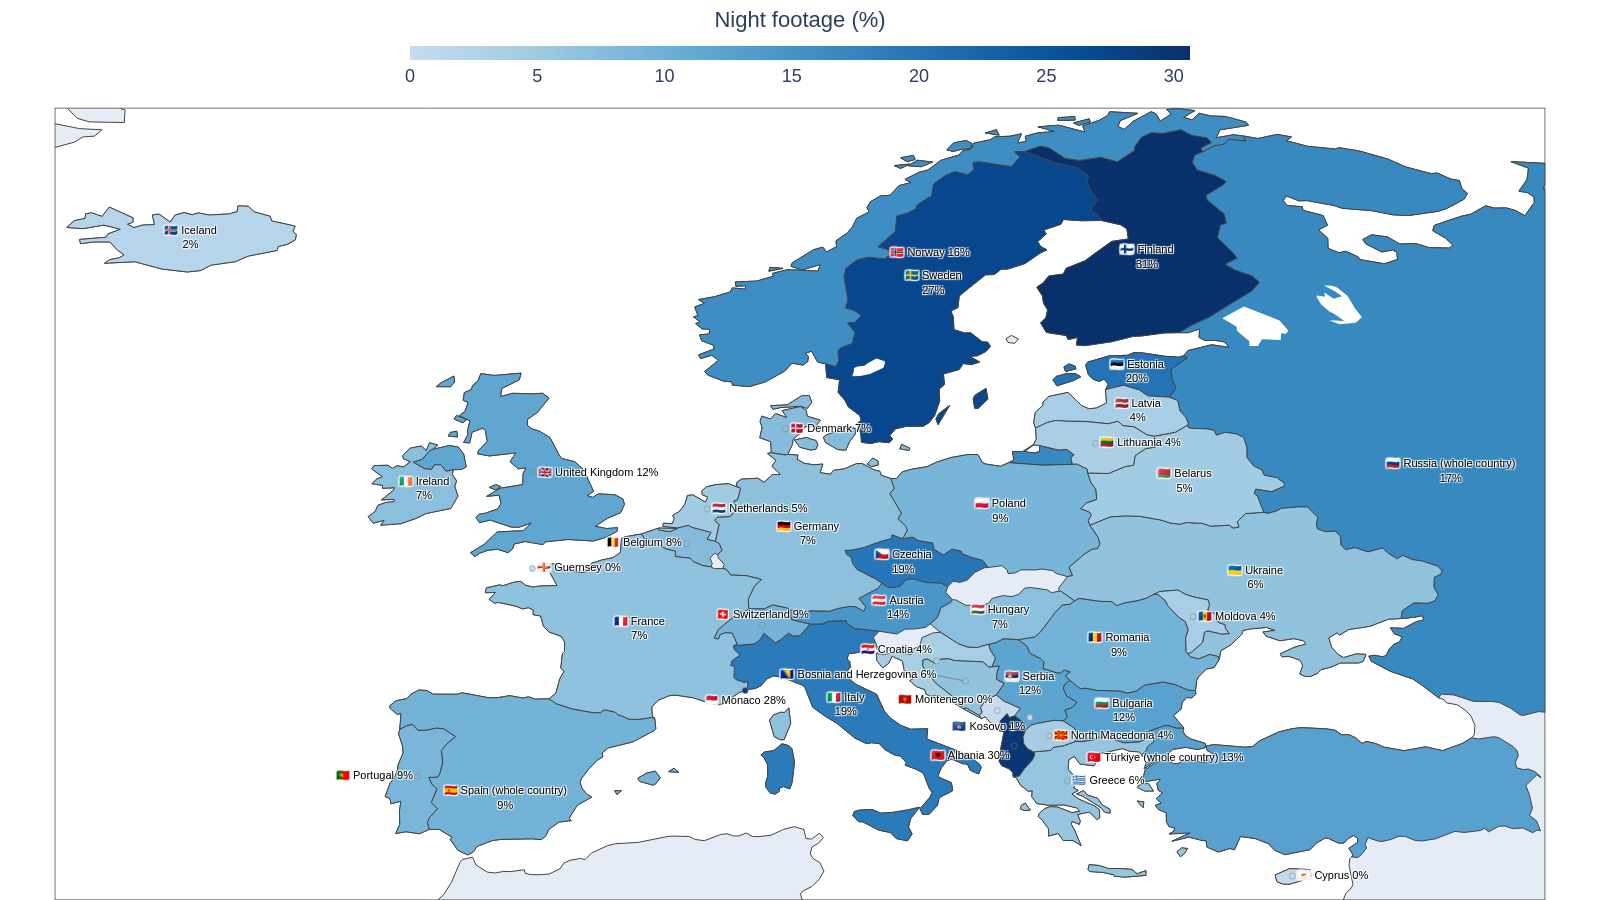 Night footage (%)
0 5 10 15 20 25 30
Iceland
2%
Norway 16%
Finland
31%
Sweden
27%
Estonia
20%
Latvia
4%
Denmark 7%
Lithuania 4%
Russia (whole country)
17%
United Kingdom 12%
Belarus
5%
Ireland
7%
Poland
9%
Netherlands 5%
Germany
7%
Belgium 8%
Czechia
19%
Guernsey 0%
Ukraine
6%
Austria
14%
Hungary
7%
Switzerland 9%
Moldova 4%
France
7%
Romania
9%
Croatia 4%
Bosnia and Herzegovina 6%
Serbia
12%
Monaco 28%
Italy
19%
Montenegro 0%
Bulgaria
12%
Kosovo 1%
North Macedonia 4%
Albania 30%
Türkiye (whole country) 13%
Portugal 9%
Greece 6%
Spain (whole country)
9%
Cyprus 0%